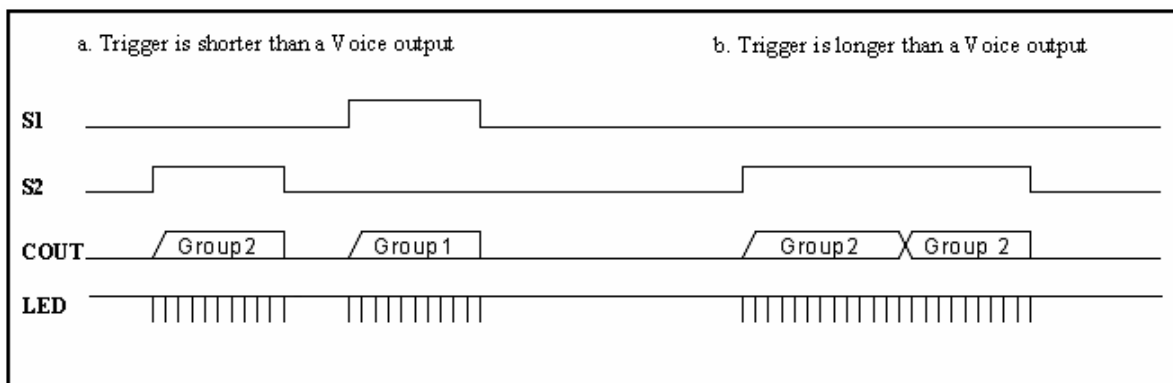 a. Trigger is shorter than a Voice output
b. Trigger is longer than a Voice output
S1
S2
COUT
Group2
Group1
Group2
Group 2
LED